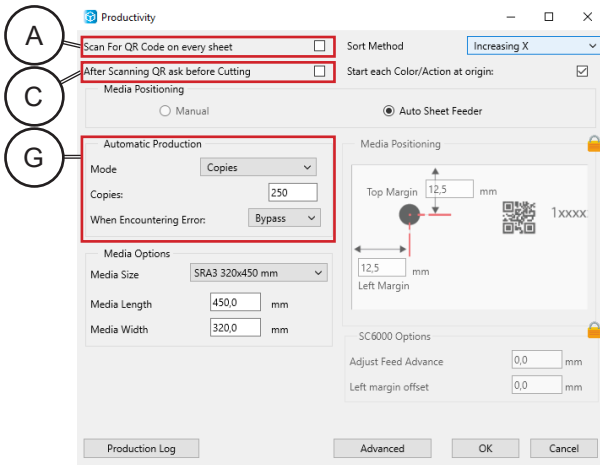 Productivity
A
Scan For QR Code on every sheet
Sort Method
Increasing X
C
After Scanning QR ask before Cutting
Start each Color/Action at origin:
Media Positioning
Manual
Auto Sheet Feeder
G
Automatic Production
Mode
Copies
Copies:
250
When Encountering Error:
Bypass
Media Positioning
Top Margin
12,5
mm
1xxxx
12,5
mm
Left Margin
Media Options
Media Size
SRA3 320x450 mm
Media Length
450,0
mm
Media Width
320,0
mm
SC6000 Options
Adjust Feed Advance
0,0
mm
Left margin offset
0,0
mm
Production Log
Advanced
OK
Cancel